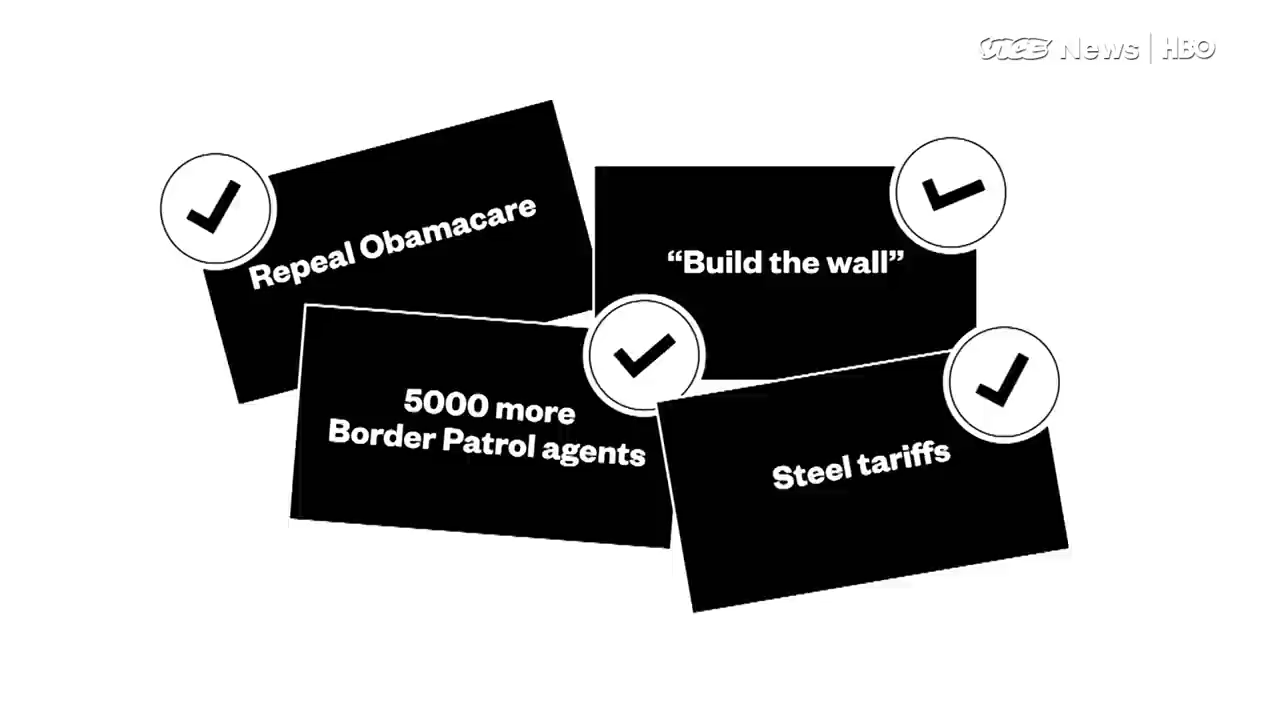 VICE News | HBO
Repeal Obamacare
“Build the wall”
5000 more
Border Patrol agents
Steel tariffs